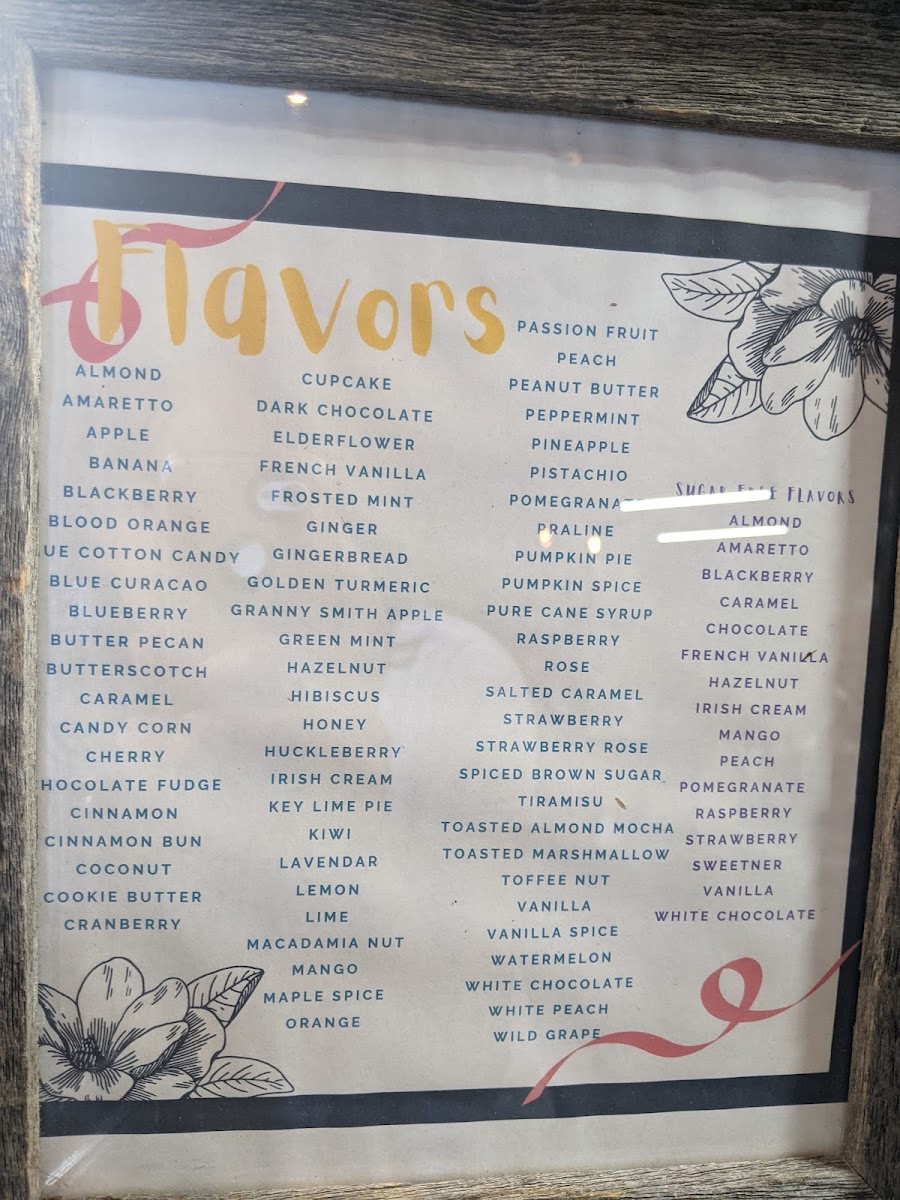 Flavors
ALMOND
AMARETTO
APPLE
BANANA
BLACKBERRY
BLOOD ORANGE
UE COTTON CANDY
BLUE CURACAO
BLUEBERRY
BUTTER PECAN
BUTTERSCOTCH
CARAMEL
CANDY CORN
CHERRY
HOCOLATE FUDGE
CINNAMON
CINNAMON BUN
COCONUT
COOKIE BUTTER
CRANBERRY
CUPCAKE
DARK CHOCOLATE
ELDERFLOWER
FRENCH VANILLA
FROSTED MINT
GINGER
GINGERBREAD
GOLDEN TURMERIC
GRANNY SMITH APPLE
GREEN MINT
HAZELNUT
HIBISCUS
HONEY
HUCKLEBERRY
IRISH CREAM
KEY LIME PIE
KIWI
LAVENDAR
LEMON
LIME
MACADAMIA NUT
MANGO
MAPLE SPICE
ORANGE
PASSION FRUIT
PEACH
PEANUT BUTTER
PEPPERMINT
PINEAPPLE
PISTACHIO
POMEGRANATE
PRALINE
PUMPKIN PIE
PUMPKIN SPICE
PURE CANE SYRUP
RASPBERRY
ROSE
SALTED CARAMEL
STRAWBERRY
STRAWBERRY ROSE
SPICED BROWN SUGAR
TIRAMISU
TOASTED ALMOND MOCHA
TOASTED MARSHMALLOW
TOFFEE NUT
VANILLA
VANILLA SPICE
WATERMELON
WHITE CHOCOLATE
WHITE PEACH
WILD GRAPE
SUGAR FREE FLAVORS
ALMOND
AMARETTO
BLACKBERRY
CARAMEL
CHOCOLATE
FRENCH VANILLA
HAZELNUT
IRISH CREAM
MANGO
PEACH
POMEGRANATE
RASPBERRY
STRAWBERRY
SWEETNER
VANILLA
WHITE CHOCOLATE